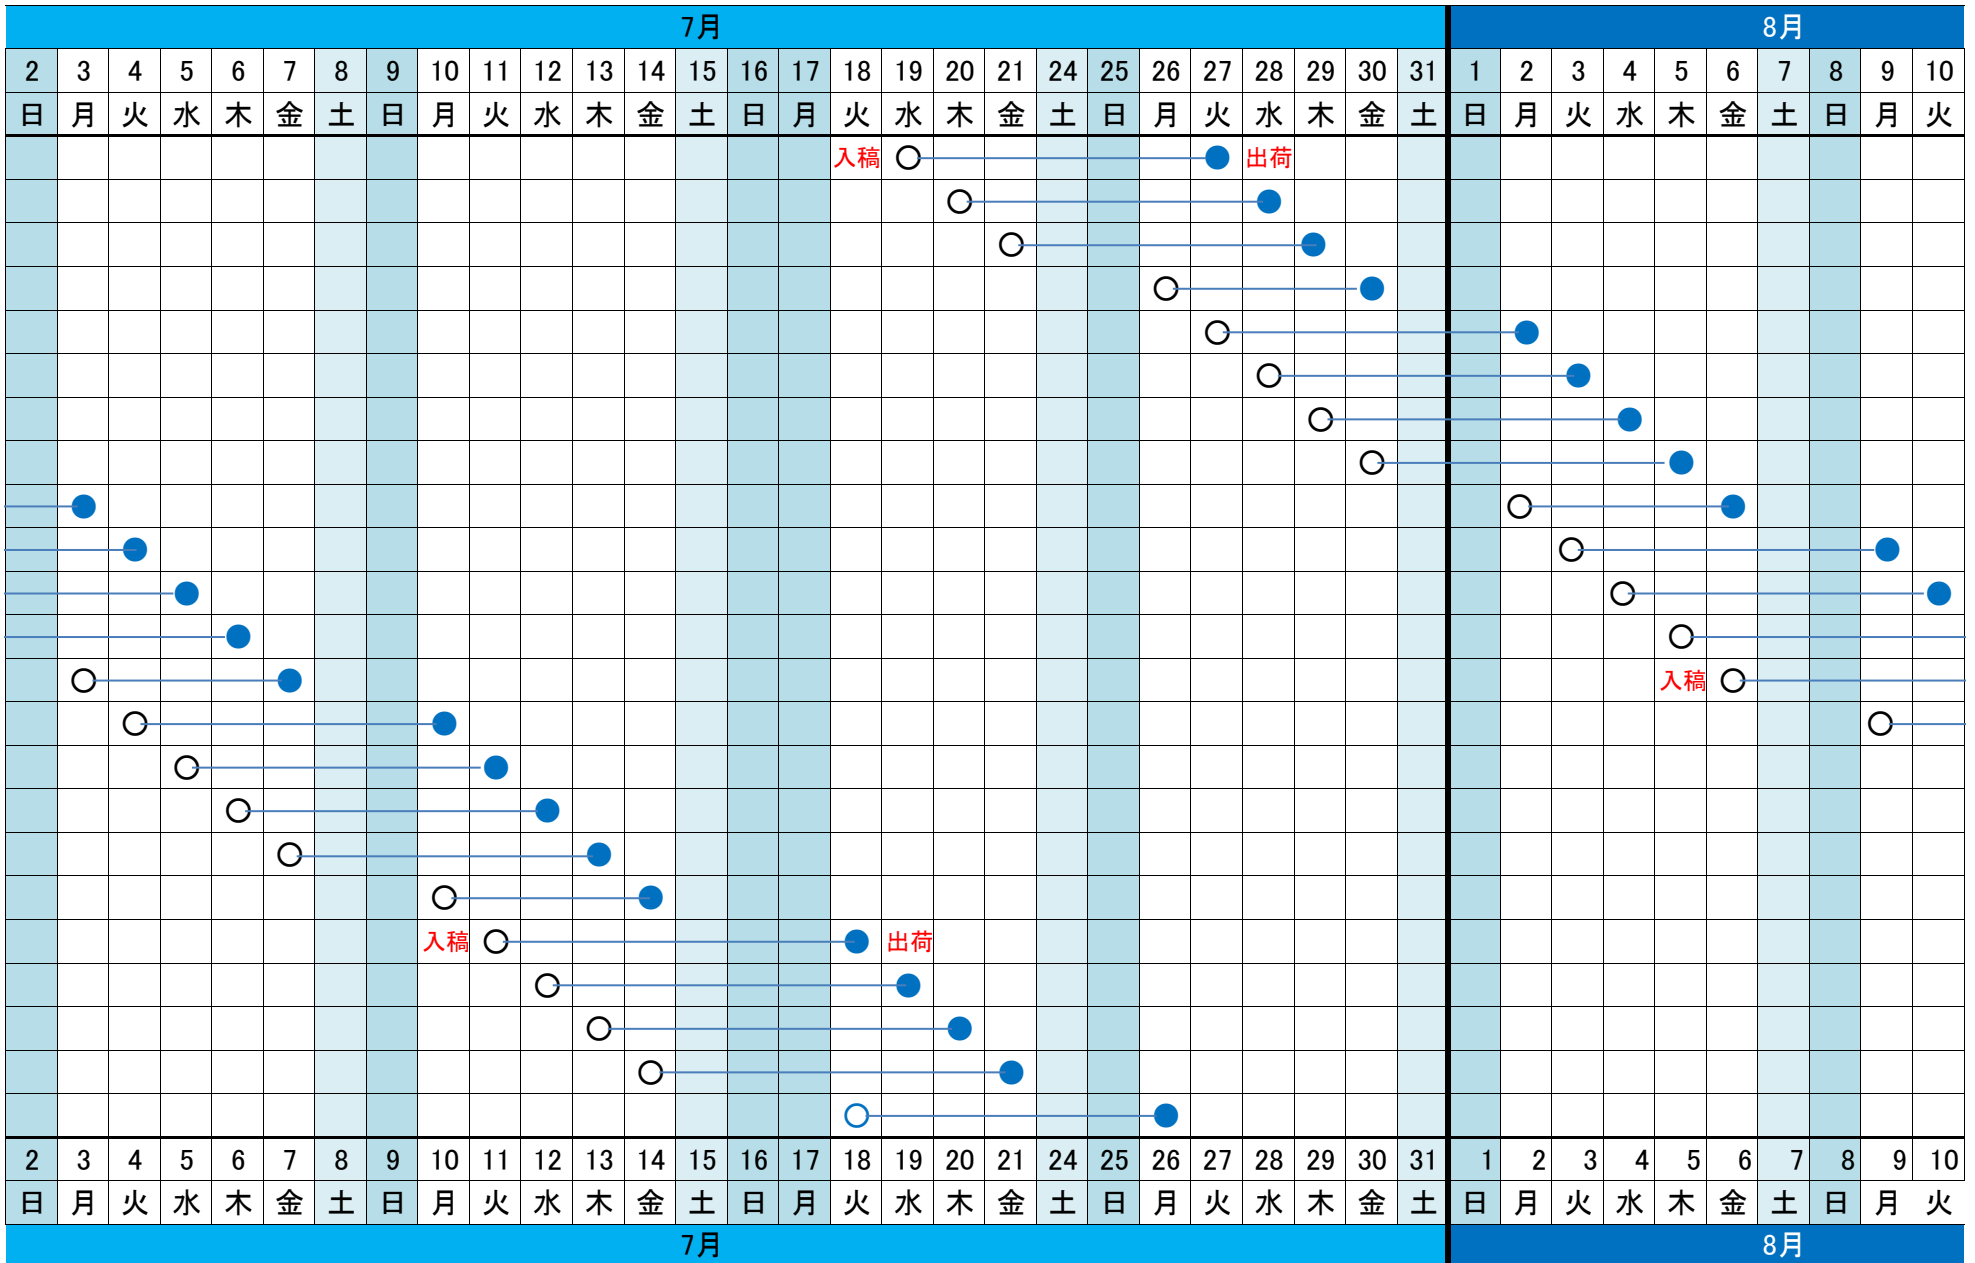 7月 8月
2 3 4 5 6 7 8 9 10 11 12 13 14 15 16 17 18 19 20 21 24 25 26 27 28 29 30 31 1 2 3 4 5 6 7 8 9 10
日 月 火 水 木 金 土 日 月 火 水 木 金 土 日 月 火 水 木 金 土 日 月 火 水 木 金 土 日 月 火 水 木 金 土 日 月 火
入稿 出荷
入稿
入稿 出荷
2 3 4 5 6 7 8 9 10 11 12 13 14 15 16 17 18 19 20 21 24 25 26 27 28 29 30 31 1 2 3 4 5 6 7 8 9 10
日 月 火 水 木 金 土 日 月 火 水 木 金 土 日 月 火 水 木 金 土 日 月 火 水 木 金 土 日 月 火 水 木 金 土 日 月 火
7月 8月